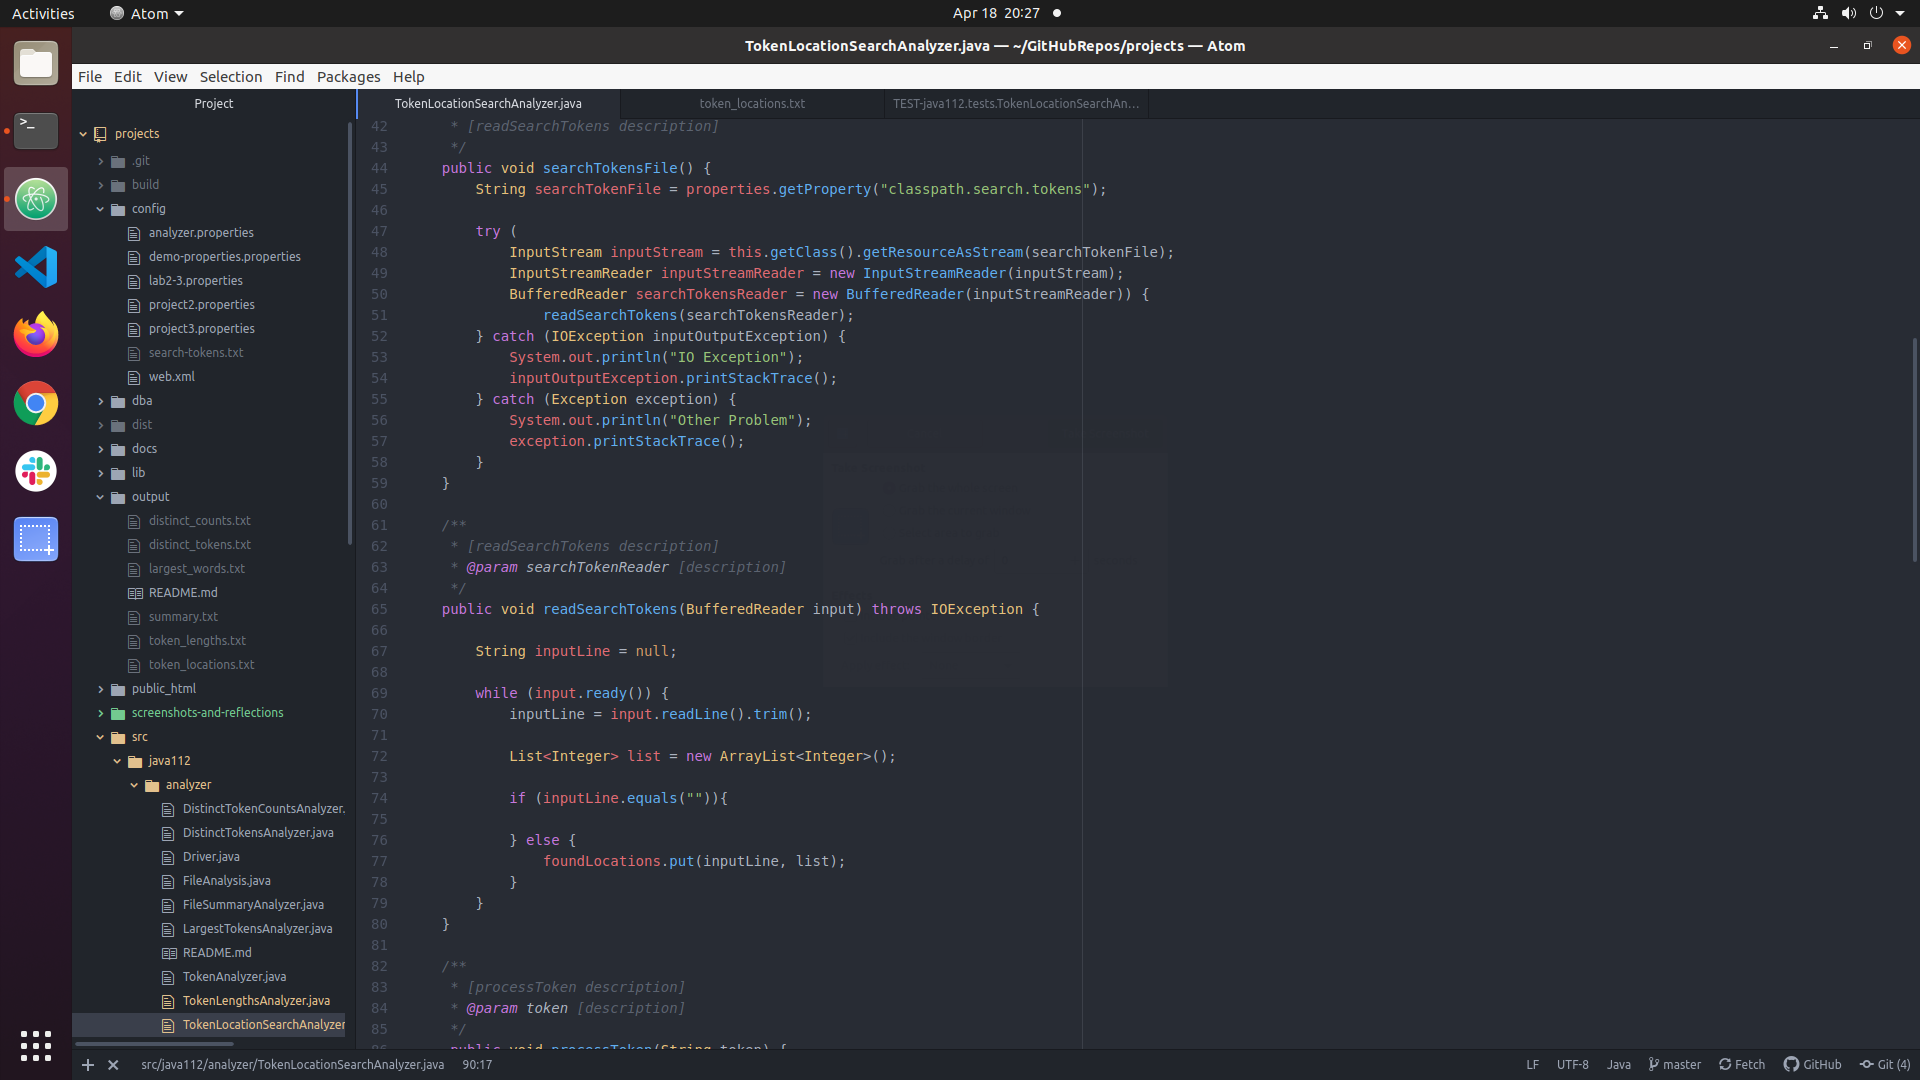 Activities
Atom
Apr 18 20:27
TokenLocationSearchAnalyzer.java — ~/GitHubRepos/projects — Atom
File Edit View Selection Find Packages Help
Project
projects
.git
build
config
analyzer.properties
demo-properties.properties
lab2-3.properties
project2.properties
project3.properties
search-tokens.txt
web.xml
dba
dist
docs
lib
output
distinct_counts.txt
distinct_tokens.txt
largest_words.txt
README.md
summary.txt
token_lengths.txt
token_locations.txt
public_html
screenshots-and-reflections
src
java112
analyzer
DistinctTokenCountsAnalyzer.
DistinctTokensAnalyzer.java
Driver.java
FileAnalysis.java
FileSummaryAnalyzer.java
LargestTokensAnalyzer.java
README.md
TokenAnalyzer.java
TokenLengthsAnalyzer.java
TokenLocationSearchAnalyzer
TokenLocationSearchAnalyzer.java
token_locations.txt
TEST-java112.tests.TokenLocationSearchAn...
42      * [readSearchTokens description]
43      */
44     public void searchTokensFile() {
45         String searchTokenFile = properties.getProperty("classpath.search.tokens");
46
47         try (
48             InputStream inputStream = this.getClass().getResourceAsStream(searchTokenFile);
49             InputStreamReader inputStreamReader = new InputStreamReader(inputStream);
50             BufferedReader searchTokensReader = new BufferedReader(inputStreamReader)) {
51                 readSearchTokens(searchTokensReader);
52         } catch (IOException inputOutputException) {
53             System.out.println("IO Exception");
54             inputOutputException.printStackTrace();
55         } catch (Exception exception) {
56             System.out.println("Other Problem");
57             exception.printStackTrace();
58         }
59     }
60
61     /**
62      * [readSearchTokens description]
63      * @param searchTokenReader [description]
64      */
65     public void readSearchTokens(BufferedReader input) throws IOException {
66
67         String inputLine = null;
68
69         while (input.ready()) {
70             inputLine = input.readLine().trim();
71
72             List<Integer> list = new ArrayList<Integer>();
73
74             if (inputLine.equals("")){
75
76             } else {
77                 foundLocations.put(inputLine, list);
78             }
79         }
80     }
81
82     /**
83      * [processToken description]
84      * @param token [description]
85      */
86      public void processToken(String token) {
src/java112/analyzer/TokenLocationSearchAnalyzer.java 90:17
LF UTF-8 Java master Fetch GitHub Git (4)